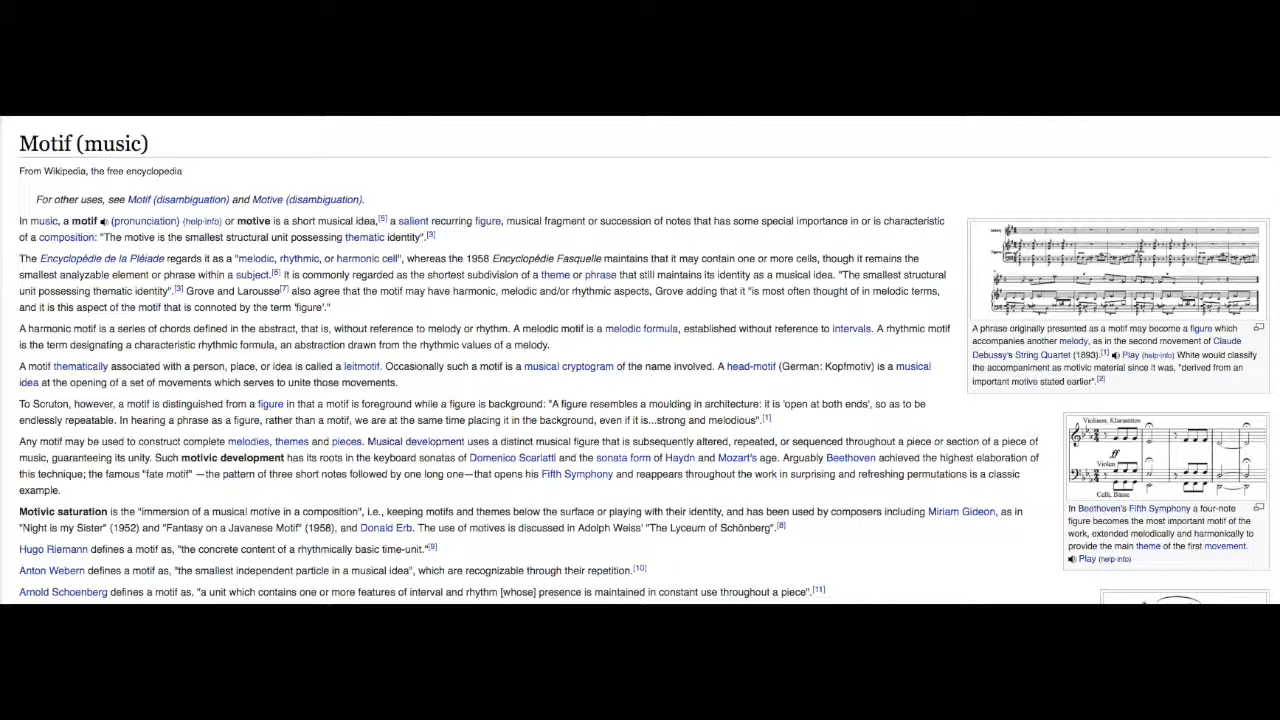 Motif (music)
From Wikipedia, the free encyclopedia
For other uses, see Motif (disambiguation) and Motive (disambiguation).
In music, a motif (pronunciation) (help·info) or motive is a short musical idea,[5] a salient recurring figure, musical fragment or succession of notes that has some special importance in or is characteristic
of a composition: "The motive is the smallest structural unit possessing thematic identity".[3]
The Encyclopédie de la Pléiade regards it as a "melodic, rhythmic, or harmonic cell", whereas the 1958 Encyclopédie Fasquelle maintains that it may contain one or more cells, though it remains the
smallest analyzable element or phrase within a subject.[6] It is commonly regarded as the shortest subdivision of a theme or phrase that still maintains its identity as a musical idea. "The smallest structural
unit possessing thematic identity".[3] Grove and Larousse[7] also agree that the motif may have harmonic, melodic and/or rhythmic aspects, Grove adding that it "is most often thought of in melodic terms,
and it is this aspect of the motif that is connoted by the term 'figure'."
A harmonic motif is a series of chords defined in the abstract, that is, without reference to melody or rhythm. A melodic motif is a melodic formula, established without reference to intervals. A rhythmic motif
is the term designating a characteristic rhythmic formula, an abstraction drawn from the rhythmic values of a melody.
A motif thematically associated with a person, place, or idea is called a leitmotif. Occasionally such a motif is a musical cryptogram of the name involved. A head-motif (German: Kopfmotiv) is a musical
idea at the opening of a set of movements which serves to unite those movements.
To Scruton, however, a motif is distinguished from a figure in that a motif is foreground while a figure is background: "A figure resembles a moulding in architecture: it is 'open at both ends', so as to be
endlessly repeatable. In hearing a phrase as a figure, rather than a motif, we are at the same time placing it in the background, even if it is...strong and melodious".[1]
Any motif may be used to construct complete melodies, themes and pieces. Musical development uses a distinct musical figure that is subsequently altered, repeated, or sequenced throughout a piece or section of a piece of
music, guaranteeing its unity. Such motivic development has its roots in the keyboard sonatas of Domenico Scarlatti and the sonata form of Haydn and Mozart's age. Arguably Beethoven achieved the highest elaboration of
this technique; the famous "fate motif" —the pattern of three short notes followed by one long one—that opens his Fifth Symphony and reappears throughout the work in surprising and refreshing permutations is a classic
example.
Motivic saturation is the "immersion of a musical motive in a composition", i.e., keeping motifs and themes below the surface or playing with their identity, and has been used by composers including Miriam Gideon, as in
"Night is my Sister" (1952) and "Fantasy on a Javanese Motif" (1958), and Donald Erb. The use of motives is discussed in Adolph Weiss' "The Lyceum of Schönberg".[8]
Hugo Riemann defines a motif as, "the concrete content of a rhythmically basic time-unit."[9]
Anton Webern defines a motif as, "the smallest independent particle in a musical idea", which are recognizable through their repetition.[10]
Arnold Schoenberg defines a motif as, "a unit which contains one or more features of interval and rhythm [whose] presence is maintained in constant use throughout a piece".[11]
A phrase originally presented as a motif may become a figure which
accompanies another melody, as in the second movement of Claude
Debussy's String Quartet (1893).[1] Play (help·info) White would classify
the accompaniment as motivic material since it was, "derived from an
important motive stated earlier".[2]
Violinen, Klarinetten
ff
Violen
Celli, Bässe
In Beethoven's Fifth Symphony a four-note
figure becomes the most important motif of the
work, extended melodically and harmonically to
provide the main theme of the first movement.
Play (help·info)